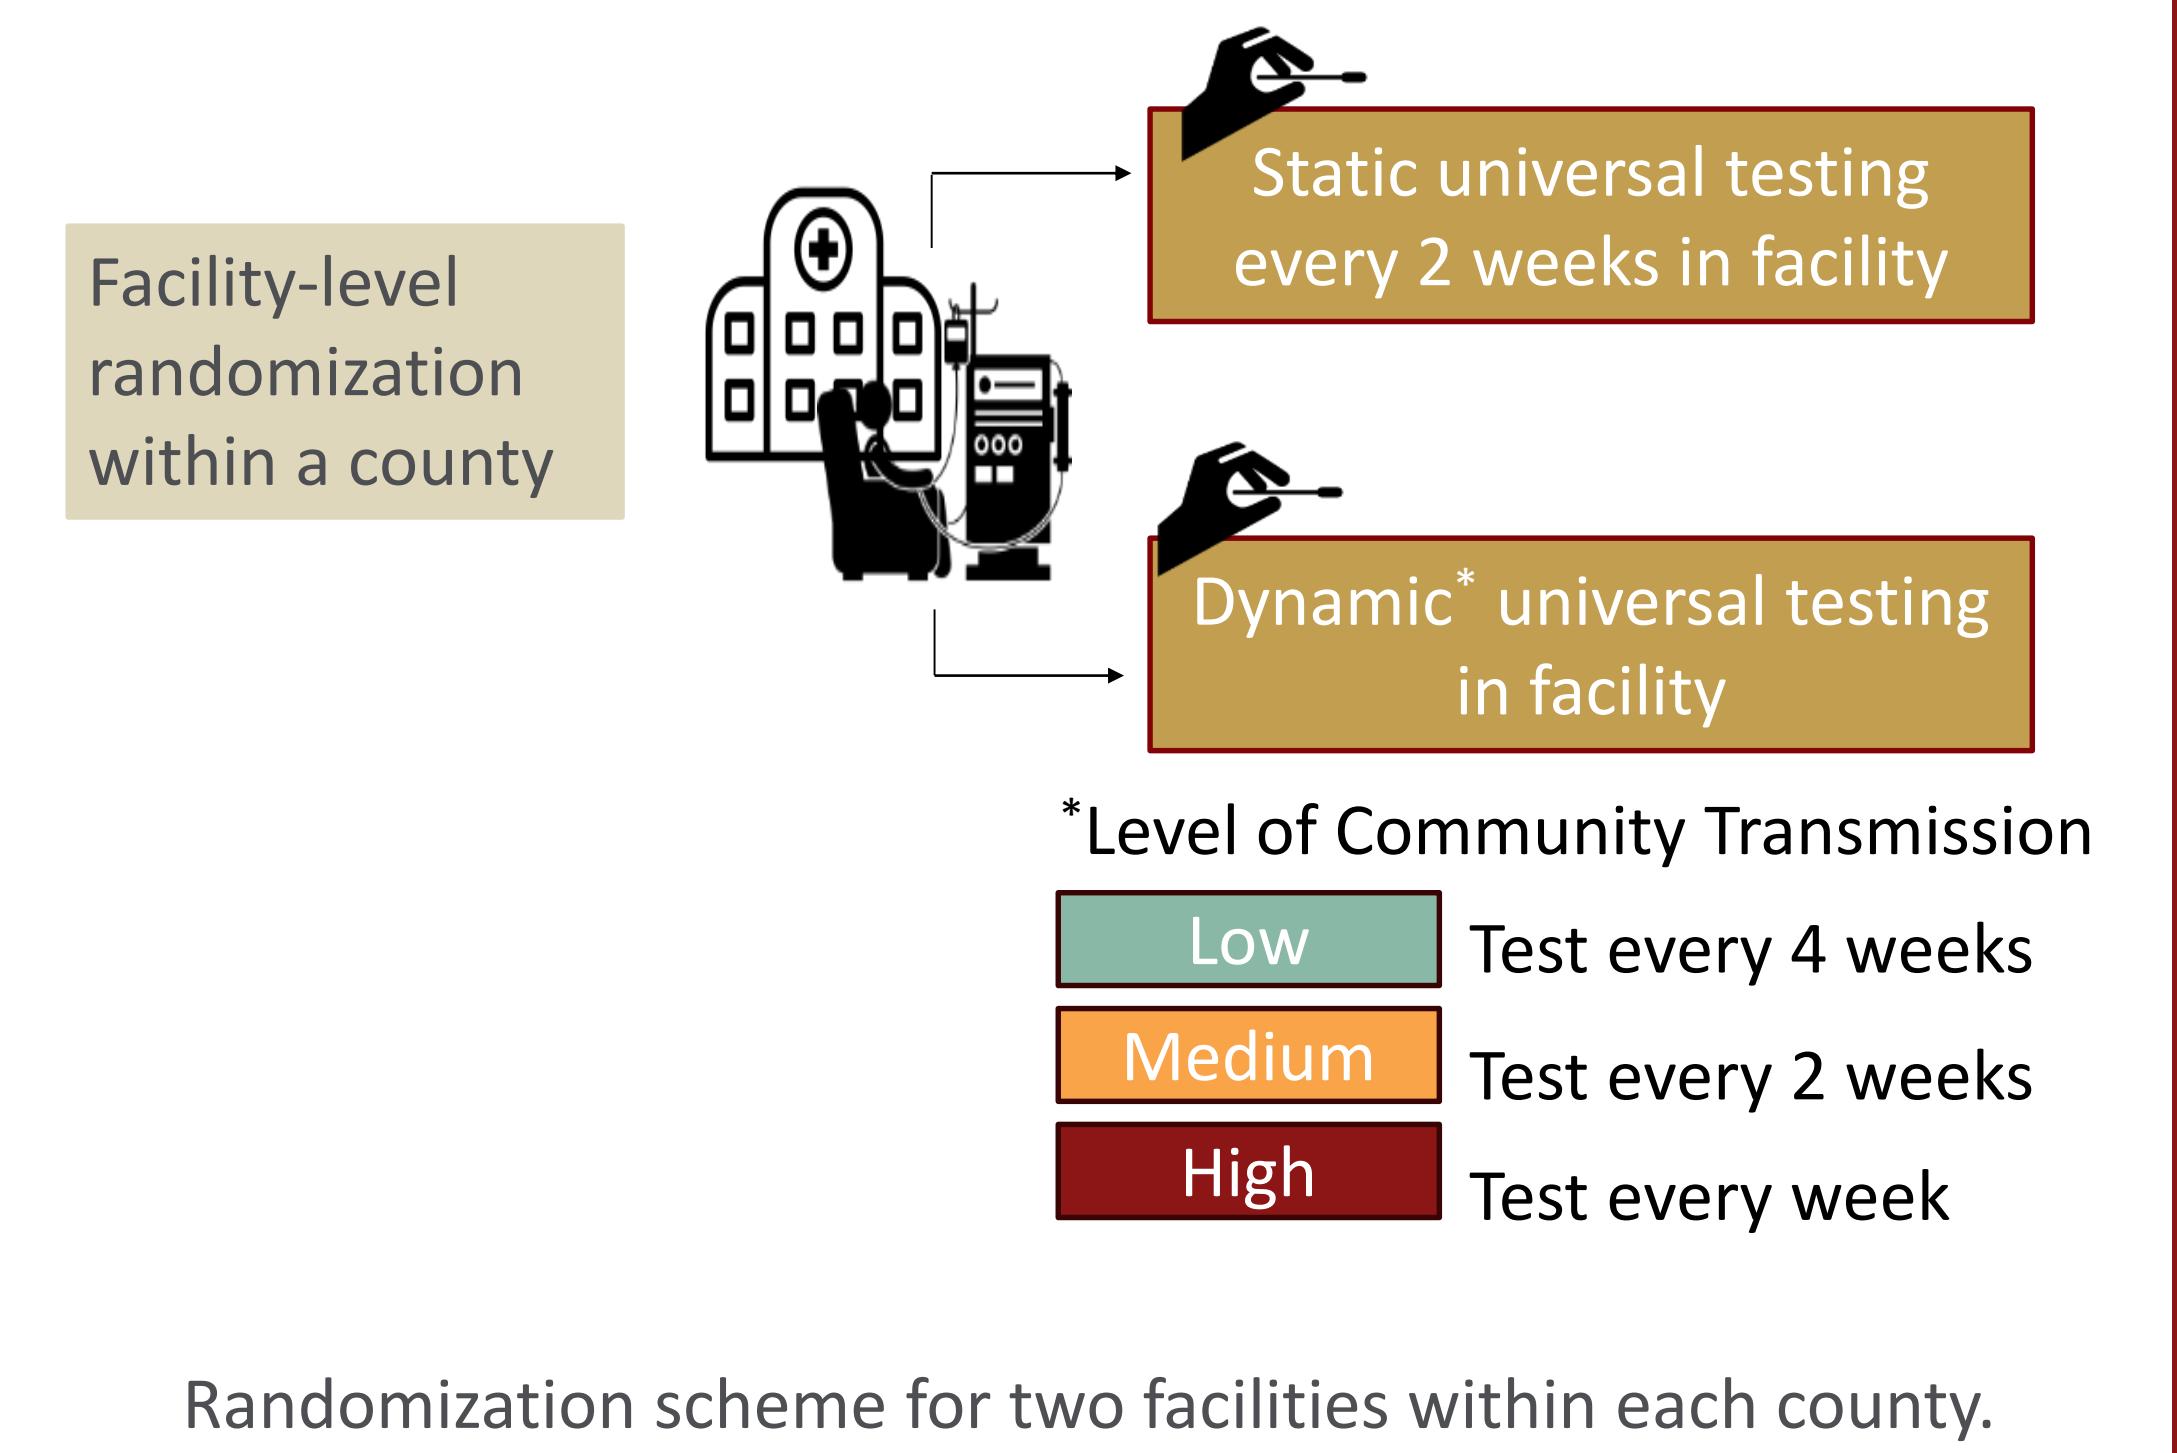 Facility-level
randomization
within a county
Static universal testing
every 2 weeks in facility
Dynamic* universal testing
in facility
*Level of Community Transmission
Low Test every 4 weeks
Medium Test every 2 weeks
High Test every week
Randomization scheme for two facilities within each county.